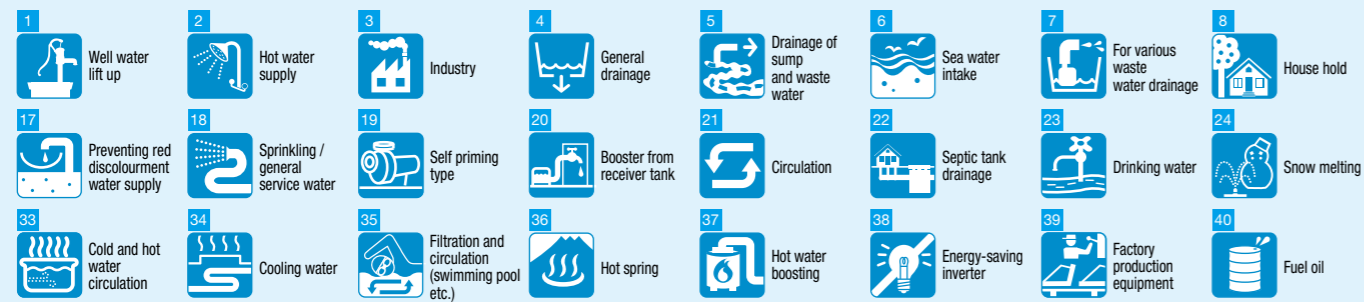 1
Well water
lift up
2
Hot water
supply
3
Industry
4
General
drainage
5
Drainage of
sump
and waste
water
6
Sea water
intake
7
For various
waste
water drainage
8
House hold
17
Preventing red
discolourment
water supply
18
Sprinkling /
general
service water
19
Self priming
type
20
Booster from
receiver tank
21
Circulation
22
Septic tank
drainage
23
Drinking water
24
Snow melting
33
Cold and hot
water
circulation
34
Cooling water
35
Filtration and
circulation
(swimming pool
etc.)
36
Hot spring
37
Hot water
boosting
38
Energy-saving
inverter
39
Factory
production
equipment
40
Fuel oil